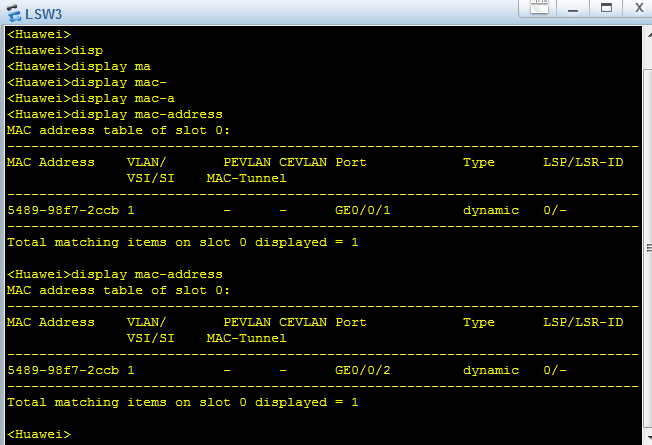 LSW3
<Huawei>
<Huawei>disp
<Huawei>display ma
<Huawei>display mac-
<Huawei>display mac-a
<Huawei>display mac-address
MAC address table of slot 0:
-------------------------------------------------------------------------------
MAC Address    VLAN/       PEVLAN CEVLAN Port            Type      LSP/LSR-ID
               VSI/SI     MAC-Tunnel
-------------------------------------------------------------------------------
5489-98f7-2ccb 1           -      -      GE0/0/1         dynamic   0/-
-------------------------------------------------------------------------------
Total matching items on slot 0 displayed = 1
<Huawei>display mac-address
MAC address table of slot 0:
-------------------------------------------------------------------------------
MAC Address    VLAN/       PEVLAN CEVLAN Port            Type      LSP/LSR-ID
               VSI/SI     MAC-Tunnel
-------------------------------------------------------------------------------
5489-98f7-2ccb 1           -      -      GE0/0/2         dynamic   0/-
-------------------------------------------------------------------------------
Total matching items on slot 0 displayed = 1
<Huawei>